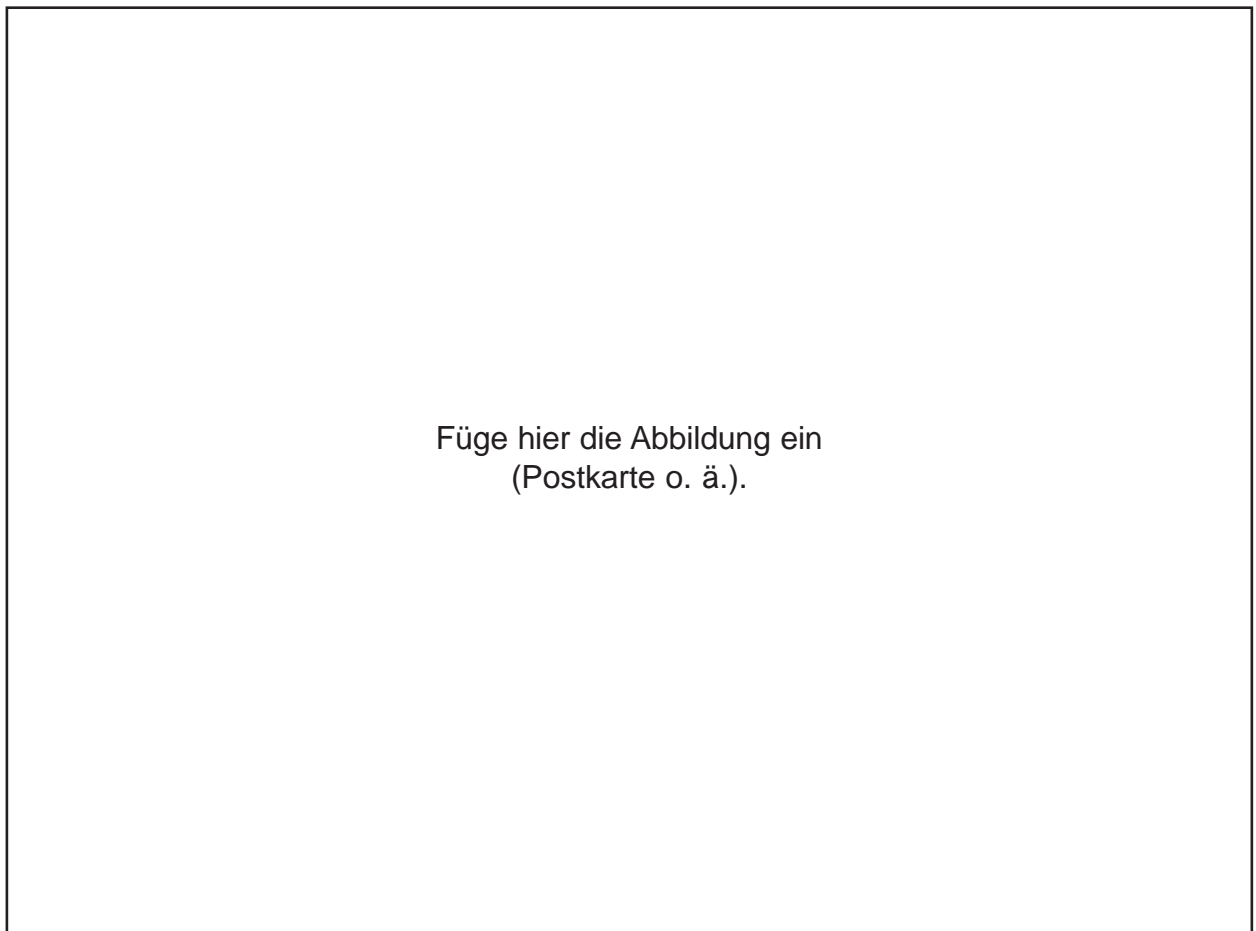 Füge hier die Abbildung ein
(Postkarte o. ä.).